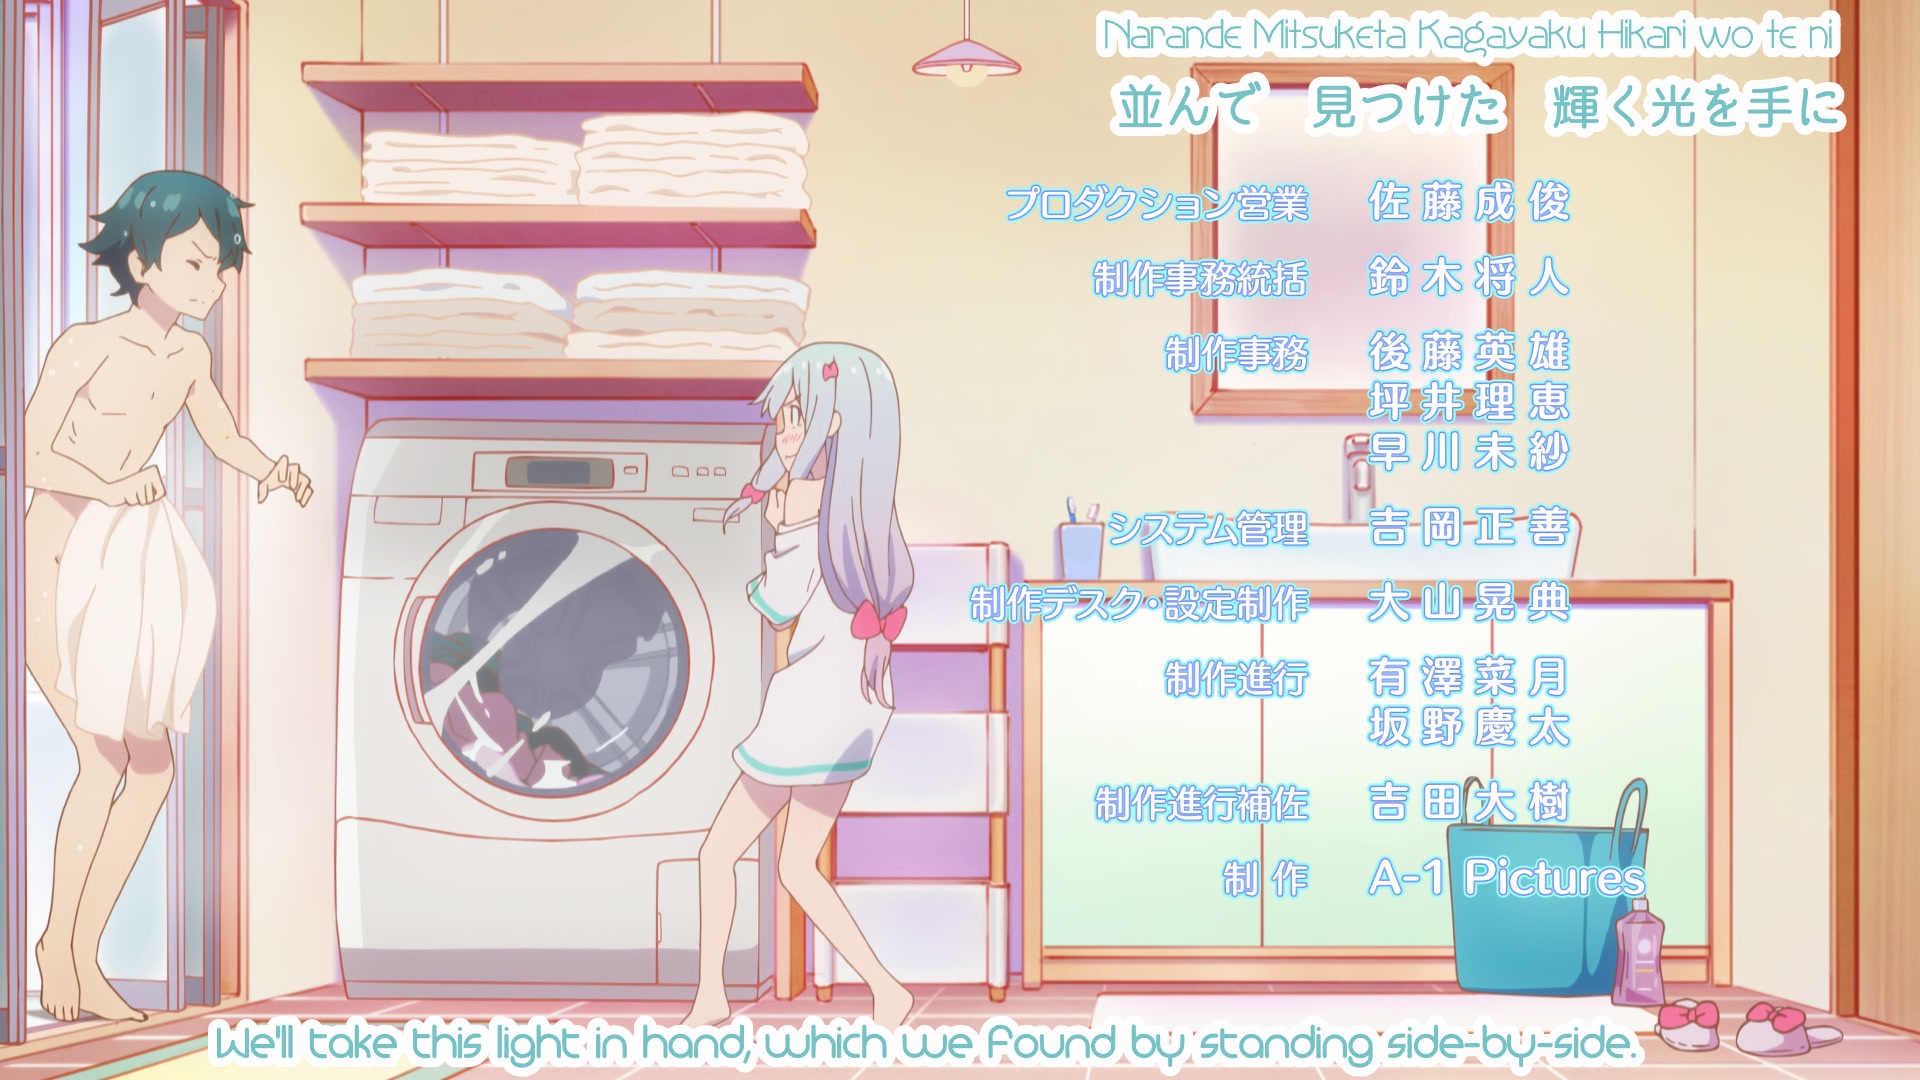 Narande Mitsuketa Kagayaku Hikari wo te ni
並んで　見つけた　輝く光を手に
プロダクション営業　佐藤成俊
制作事務統括　鈴木将人
制作事務　後藤英雄
坪井理恵
早川未紗
システム管理　吉岡正善
制作デスク・設定制作　大山晃典
制作進行　有澤菜月
坂野慶太
制作進行補佐　吉田大樹
制作　A-1 Pictures
We'll take this light in hand, which we found by standing side-by-side.